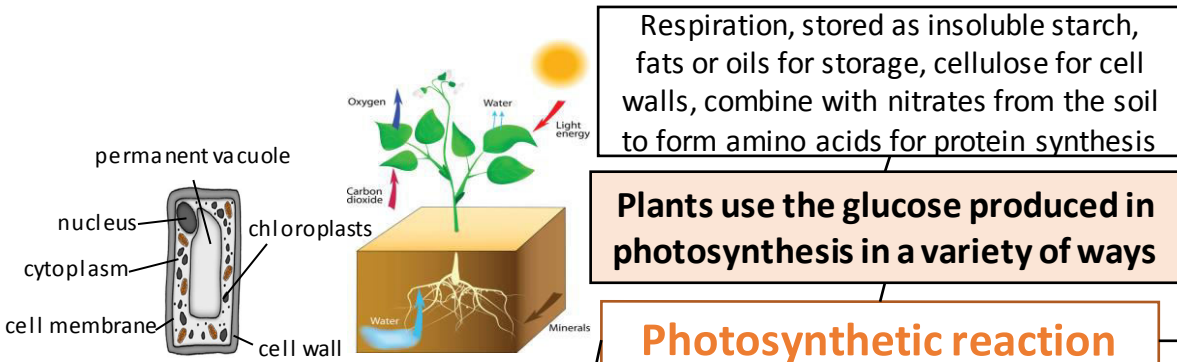 permanent vacuole
nucleus
chloroplasts
cytoplasm
cell membrane
cell wall
Oxygen
Water
Light
energy
Carbon
dioxide
Water
Minerals
Respiration, stored as insoluble starch,
fats or oils for storage, cellulose for cell
walls, combine with nitrates from the soil
to form amino acids for protein synthesis
Plants use the glucose produced in
photosynthesis in a variety of ways
Photosynthetic reaction